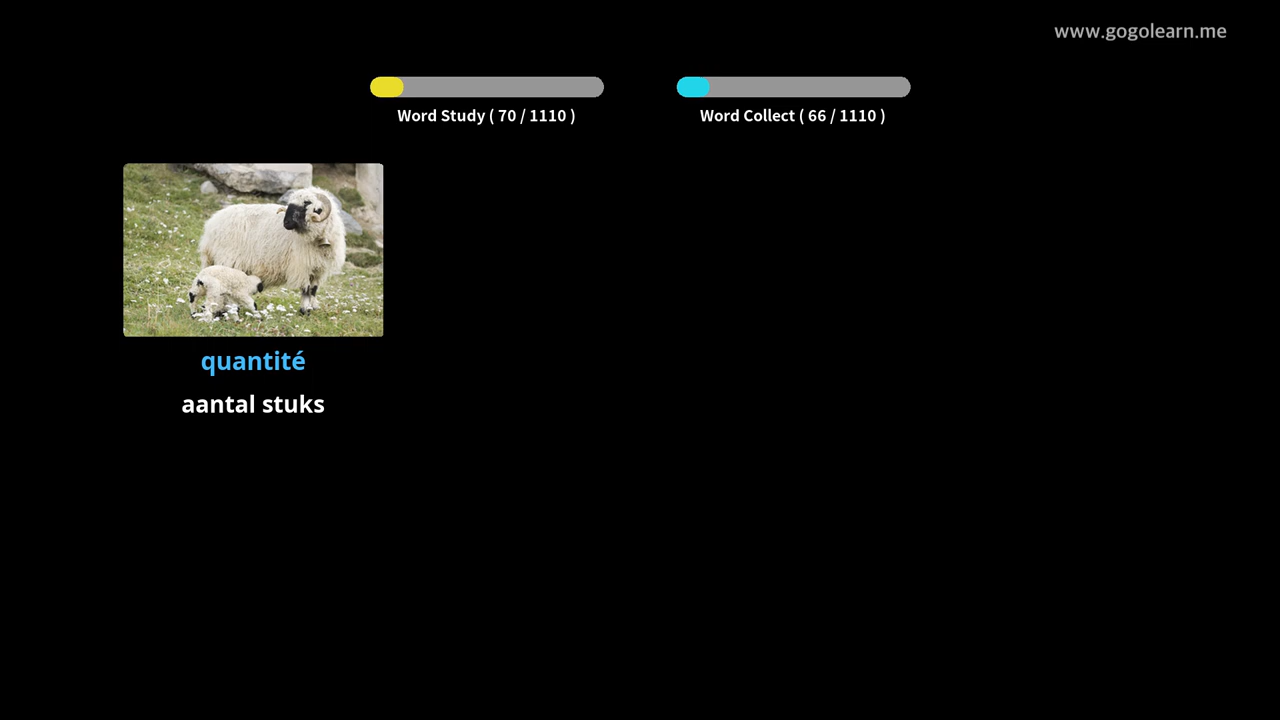 www.gogolearn.me
Word Study ( 70 / 1110 )
Word Collect ( 66 / 1110 )
quantité
aantal stuks